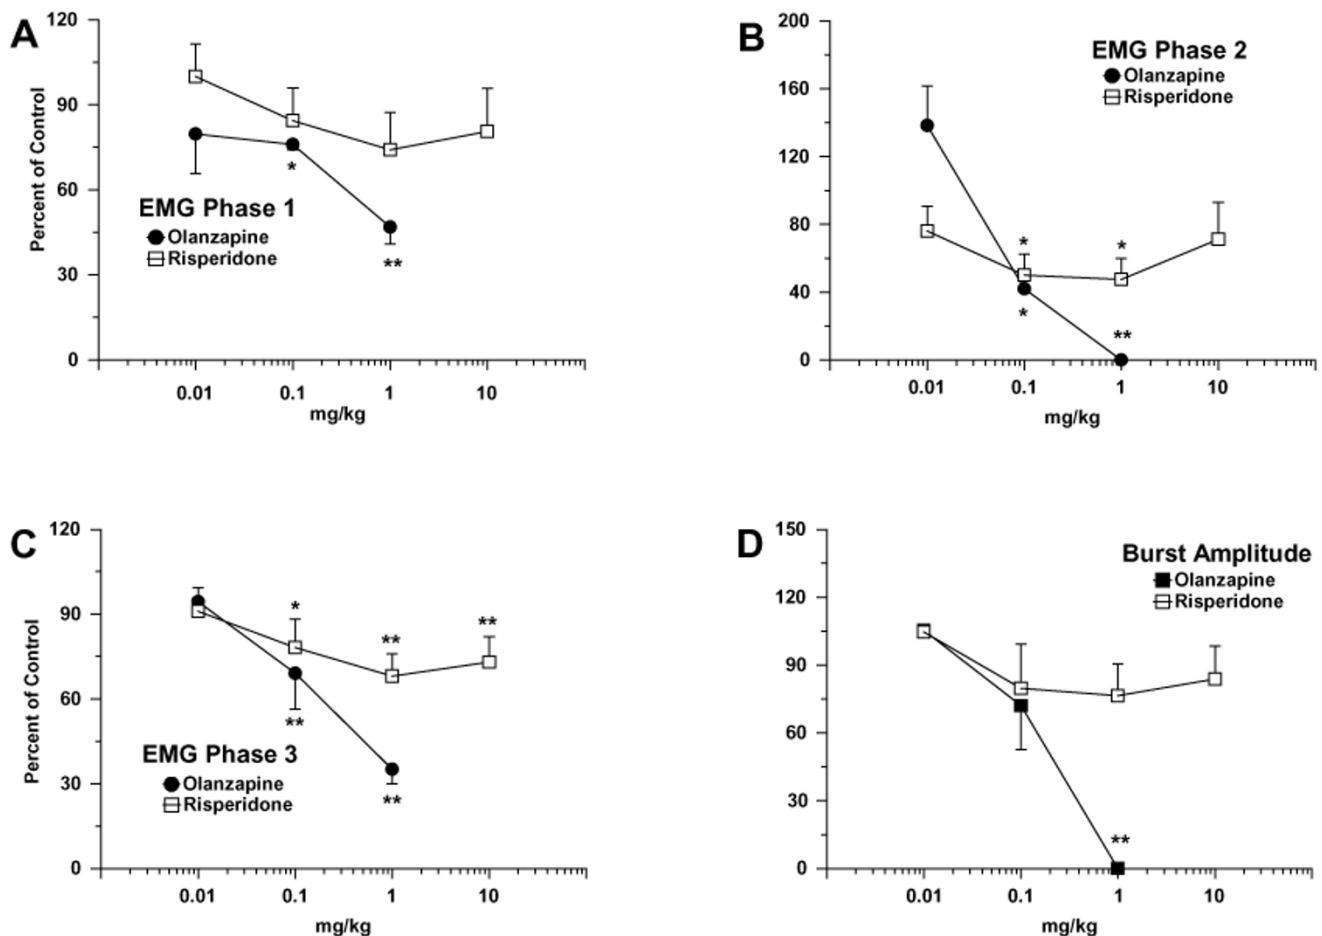 A
120
90
60
30
0
Percent of Control
*
**
EMG Phase 1
Olanzapine
Risperidone
0.01 0.1 1 10
mg/kg
B
200
160
120
80
40
0
EMG Phase 2
Olanzapine
Risperidone
* *
*
**
0.01 0.1 1 10
mg/kg
C
120
90
60
30
0
Percent of Control
* ** **
**
**
EMG Phase 3
Olanzapine
Risperidone
0.01 0.1 1 10
mg/kg
D
150
120
90
60
30
0
Burst Amplitude
Olanzapine
Risperidone
**
0.01 0.1 1 10
mg/kg